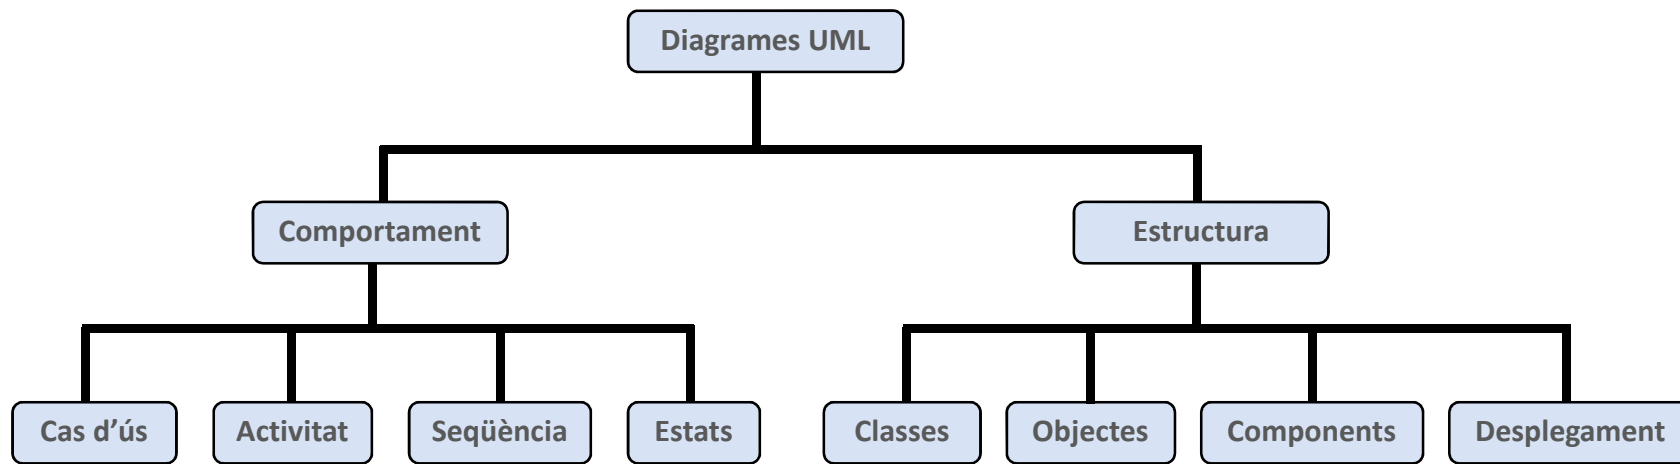 Diagrames UML
Comportament
Estructura
Cas d’ús
Activitat
Seqüència
Estats
Classes
Objectes
Components
Desplegament